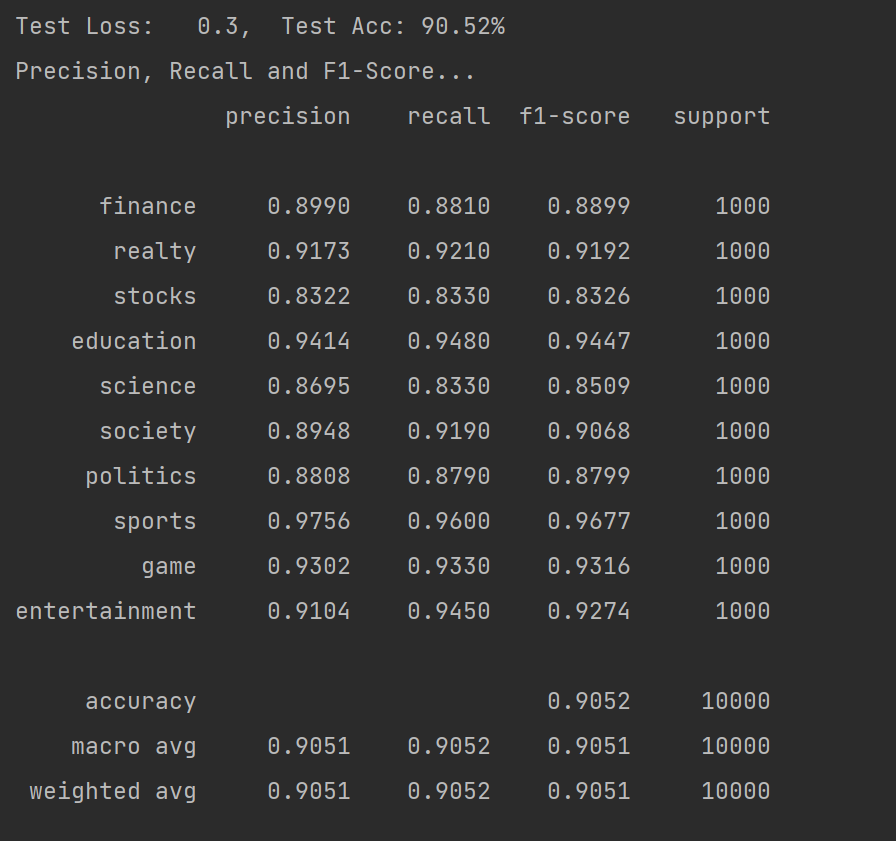 Test Loss:   0.3,  Test Acc: 90.52%
Precision, Recall and F1-Score...
               precision    recall  f1-score   support
      finance     0.8990    0.8810    0.8899      1000
       realty     0.9173    0.9210    0.9192      1000
       stocks     0.8322    0.8330    0.8326      1000
    education     0.9414    0.9480    0.9447      1000
      science     0.8695    0.8330    0.8509      1000
      society     0.8948    0.9190    0.9068      1000
     politics     0.8808    0.8790    0.8799      1000
       sports     0.9756    0.9600    0.9677      1000
         game     0.9302    0.9330    0.9316      1000
entertainment     0.9104    0.9450    0.9274      1000
     accuracy                         0.9052     10000
    macro avg     0.9051    0.9052    0.9051     10000
 weighted avg     0.9051    0.9052    0.9051     10000